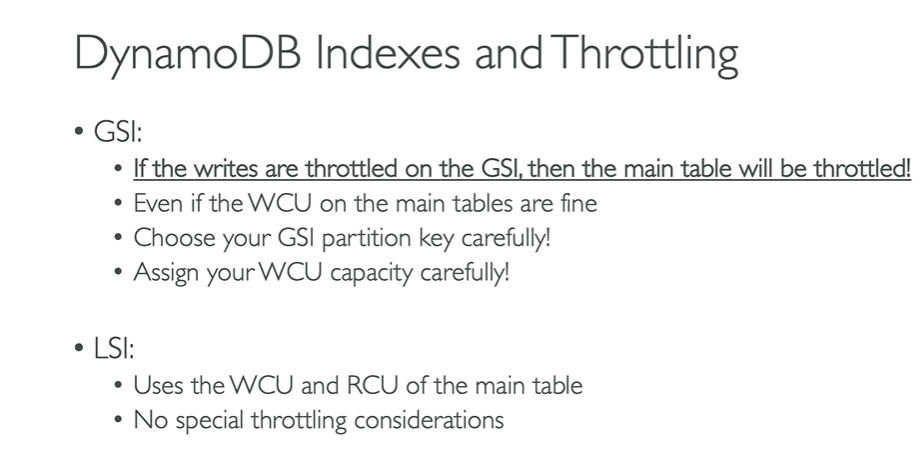 DynamoDB Indexes and Throttling
• GSI:
• If the writes are throttled on the GSI, then the main table will be throttled!
• Even if the WCU on the main tables are fine
• Choose your GSI partition key carefully!
• Assign your WCU capacity carefully!
• LSI:
• Uses the WCU and RCU of the main table
• No special throttling considerations